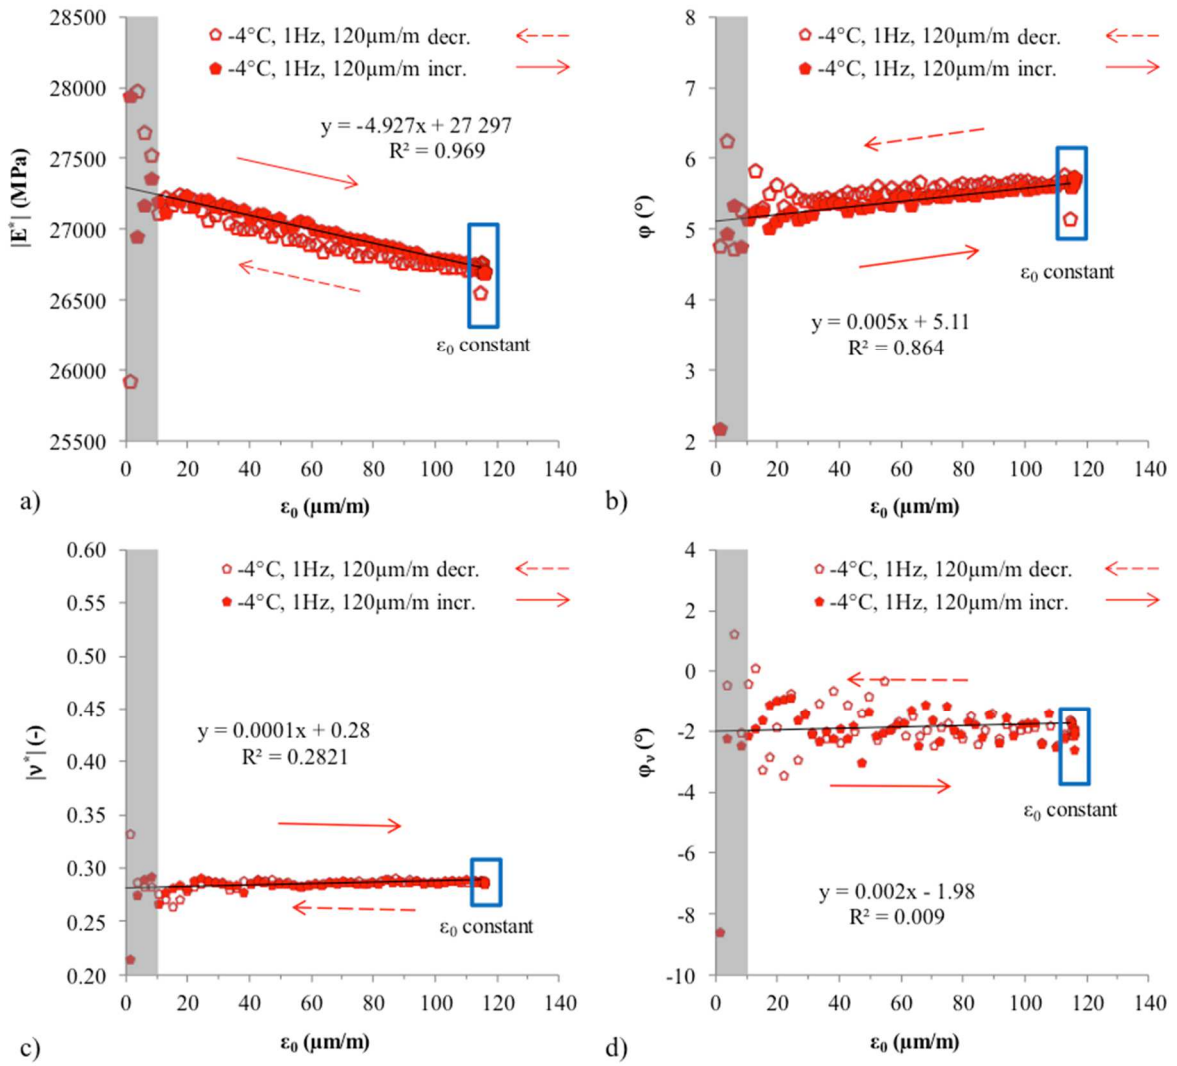 28500
28000
27500
27000
26500
26000
25500
|E*| (MPa)
-4°C, 1Hz, 120μm/m decr.
-4°C, 1Hz, 120μm/m incr.
y = -4.927x + 27 297
R² = 0.969
ε₀ constant
0 20 40 60 80 100 120 140
a)
ε₀ (μm/m)
8
7
6
5
4
3
2
φ (°)
-4°C, 1Hz, 120μm/m decr.
-4°C, 1Hz, 120μm/m incr.
ε₀ constant
y = 0.005x + 5.11
R² = 0.864
0 20 40 60 80 100 120 140
b)
ε₀ (μm/m)
0.60
0.55
0.50
0.45
0.40
0.35
0.30
0.25
0.20
|ν*| (-)
-4°C, 1Hz, 120μm/m decr.
-4°C, 1Hz, 120μm/m incr.
y = 0.0001x + 0.28
R² = 0.2821
ε₀ constant
0 20 40 60 80 100 120 140
c)
ε₀ (μm/m)
4
2
0
-2
-4
-6
-8
-10
φᵥ (°)
-4°C, 1Hz, 120μm/m decr.
-4°C, 1Hz, 120μm/m incr.
ε₀ constant
y = 0.002x - 1.98
R² = 0.009
0 20 40 60 80 100 120 140
d)
ε₀ (μm/m)